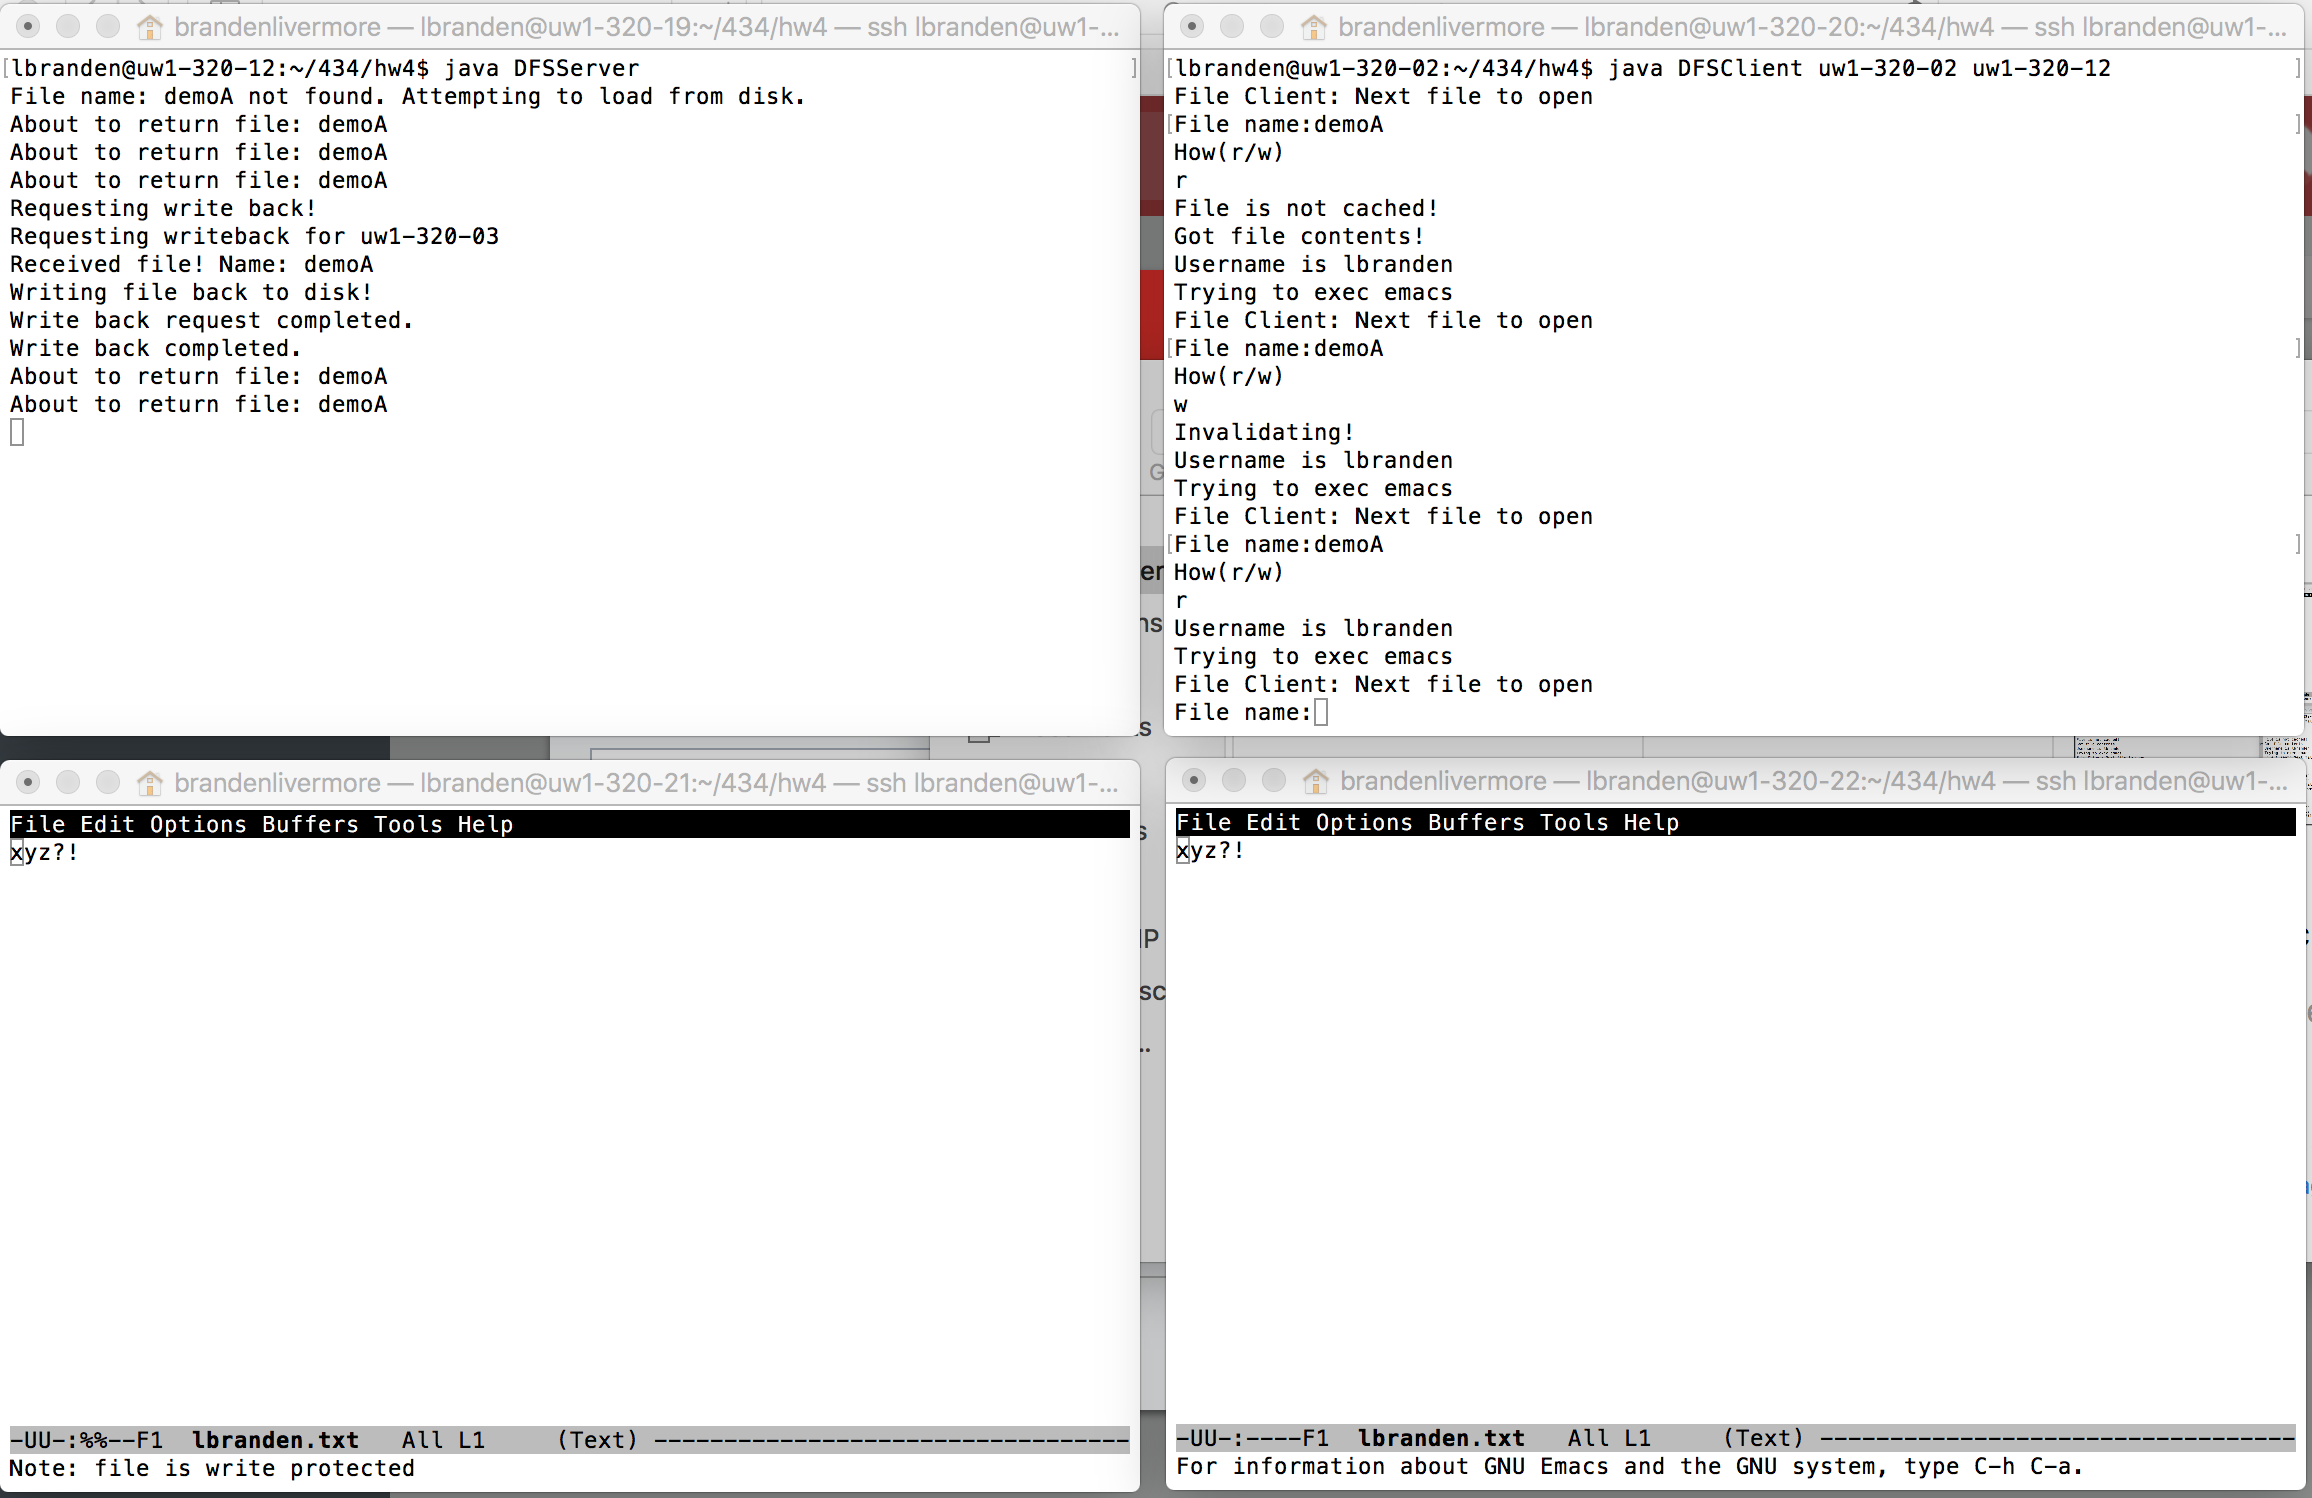 brandenlivermore — lbranden@uw1-320-19:~/434/hw4 — ssh lbranden@uw1-...
lbranden@uw1-320-12:~/434/hw4$ java DFSServer
File name: demoA not found. Attempting to load from disk.
About to return file: demoA
About to return file: demoA
About to return file: demoA
Requesting write back!
Requesting writeback for uw1-320-03
Received file! Name: demoA
Writing file back to disk!
Write back request completed.
Write back completed.
About to return file: demoA
About to return file: demoA
brandenlivermore — lbranden@uw1-320-20:~/434/hw4 — ssh lbranden@uw1-...
lbranden@uw1-320-02:~/434/hw4$ java DFSClient uw1-320-02 uw1-320-12
File Client: Next file to open
File name:demoA
How(r/w)
r
File is not cached!
Got file contents!
Username is lbranden
Trying to exec emacs
File Client: Next file to open
File name:demoA
How(r/w)
w
Invalidating!
Username is lbranden
Trying to exec emacs
File Client: Next file to open
File name:demoA
How(r/w)
r
Username is lbranden
Trying to exec emacs
File Client: Next file to open
File name:
brandenlivermore — lbranden@uw1-320-21:~/434/hw4 — ssh lbranden@uw1-...
File Edit Options Buffers Tools Help
xyz?!
-UU-:%%--F1  lbranden.txt   All L1     (Text) ----------------------------------
Note: file is write protected
brandenlivermore — lbranden@uw1-320-22:~/434/hw4 — ssh lbranden@uw1-...
File Edit Options Buffers Tools Help
xyz?!
-UU-:----F1  lbranden.txt   All L1     (Text) ----------------------------------
For information about GNU Emacs and the GNU system, type C-h C-a.